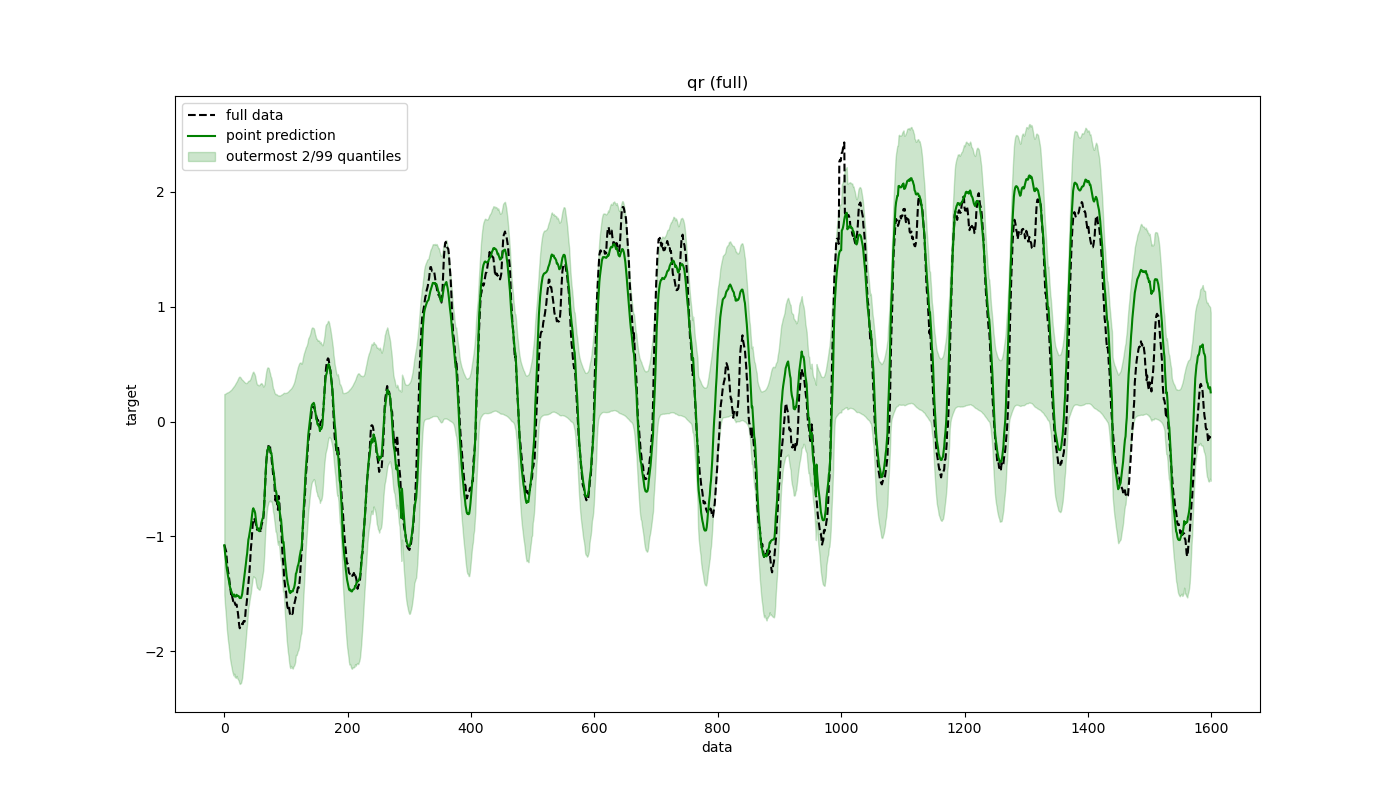 qr (full)
full data
point prediction
outermost 2/99 quantiles
target
2
1
0
−1
−2
0 200 400 600 800 1000 1200 1400 1600
data